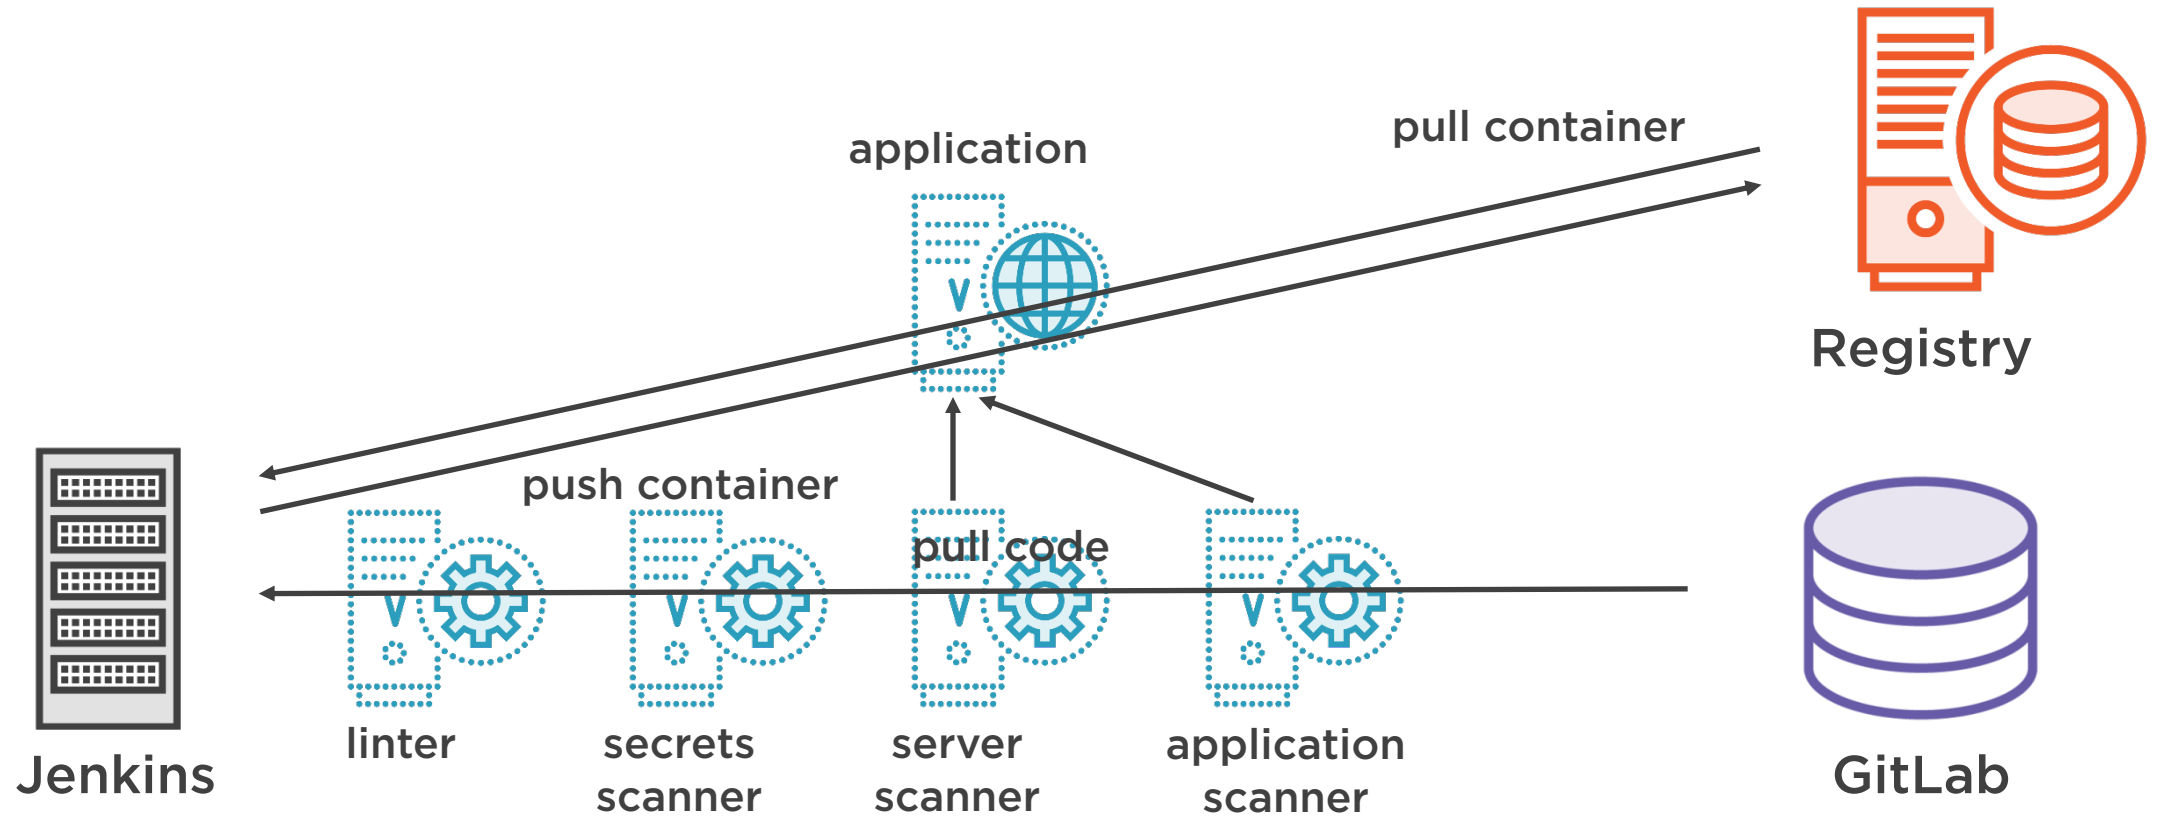 pull container
application
Registry
push container
pull code
linter
secrets
scanner
server
scanner
application
scanner
Jenkins
GitLab